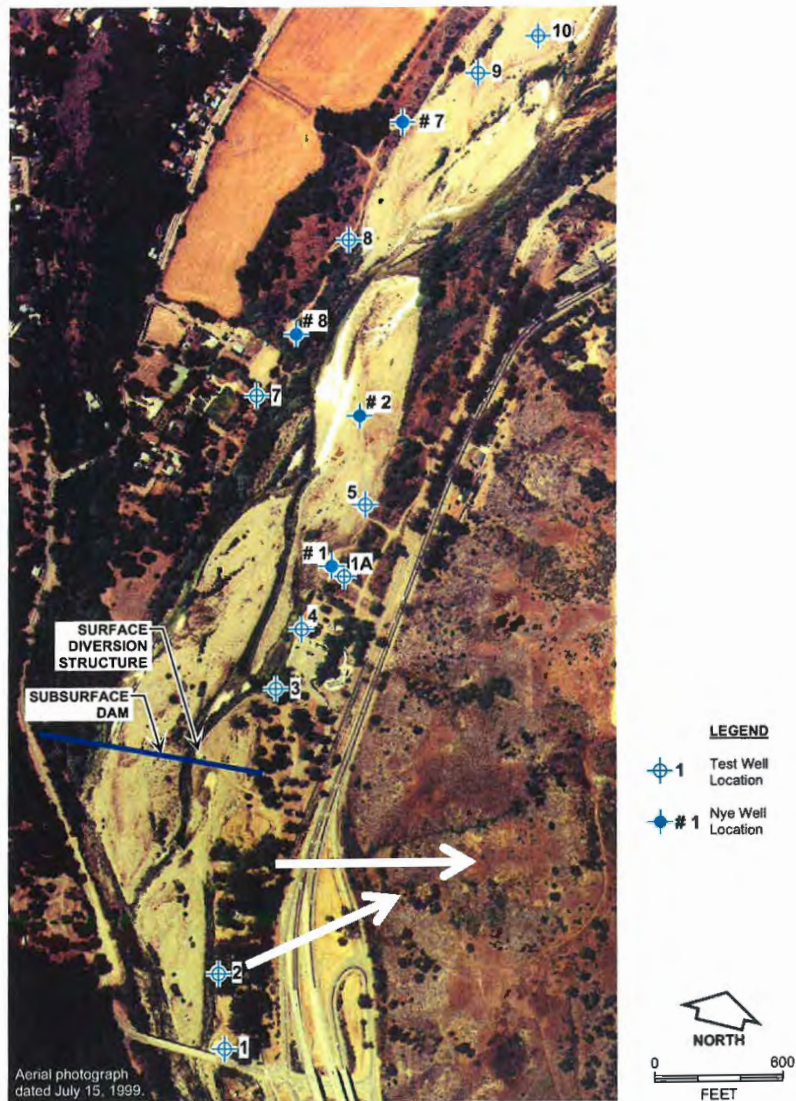 10
9
# 7
8
# 8
7
# 2
5
# 1
1A
4
SURFACE
DIVERSION
STRUCTURE
3
SUBSURFACE
DAM
2
1
Aerial photograph
dated July 15, 1999.
LEGEND
1 Test Well
Location
# 1 Nye Well
Location
NORTH
0 600
FEET